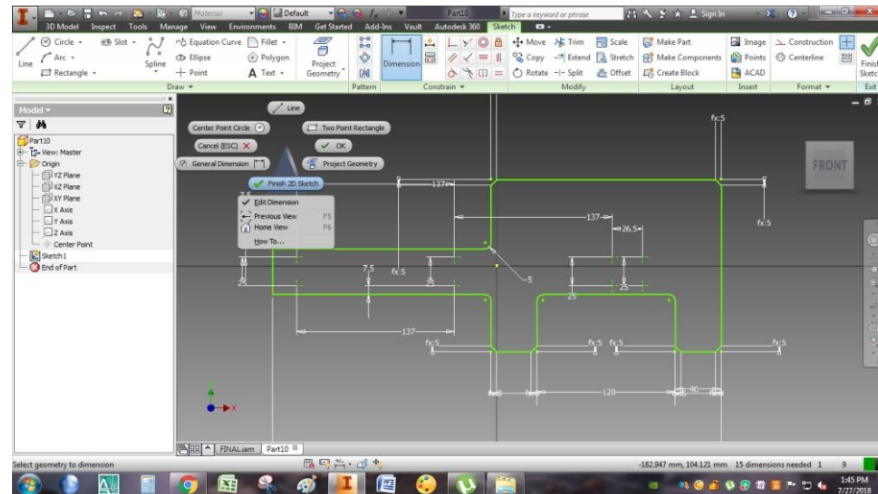 Material
Default
Part10
Type a keyword or phrase
Sign In
3D Model Inspect Tools Manage View Environments BIM Get Started Add-Ins Vault Autodesk 360 Sketch
Line
Circle
Arc
Rectangle
Slot
Spline
Equation Curve
Ellipse
Point
Fillet
Polygon
Text
Project Geometry
Dimension
Move
Copy
Rotate
Trim
Extend
Split
Scale
Stretch
Offset
Make Part
Make Components
Create Block
Image
Points
ACAD
Construction
Centerline
Finish
Draw Pattern Constrain Modify Layout Insert Format Exit
Model
Part10
View: Master
Origin
YZ Plane
XZ Plane
XY Plane
X Axis
Y Axis
Z Axis
Center Point
Sketch1
End of Part
Line
Center Point Circle
Two Point Rectangle
Cancel (ESC)
OK
General Dimension
Project Geometry
Finish 2D Sketch
Edit Dimension
Previous View F5
Home View F6
How To...
FRONT
fx:5
137
fx:5
137
26.5
7.5
fx:5
5
25
25
25
25
137
fx:5
fx:5
fx:5
fx:5
120
40
X
FINAL.iam Part10
Select geometry to dimension
-182.947 mm, 104.121 mm 15 dimensions needed 1 9
1:45 PM
7/27/2018